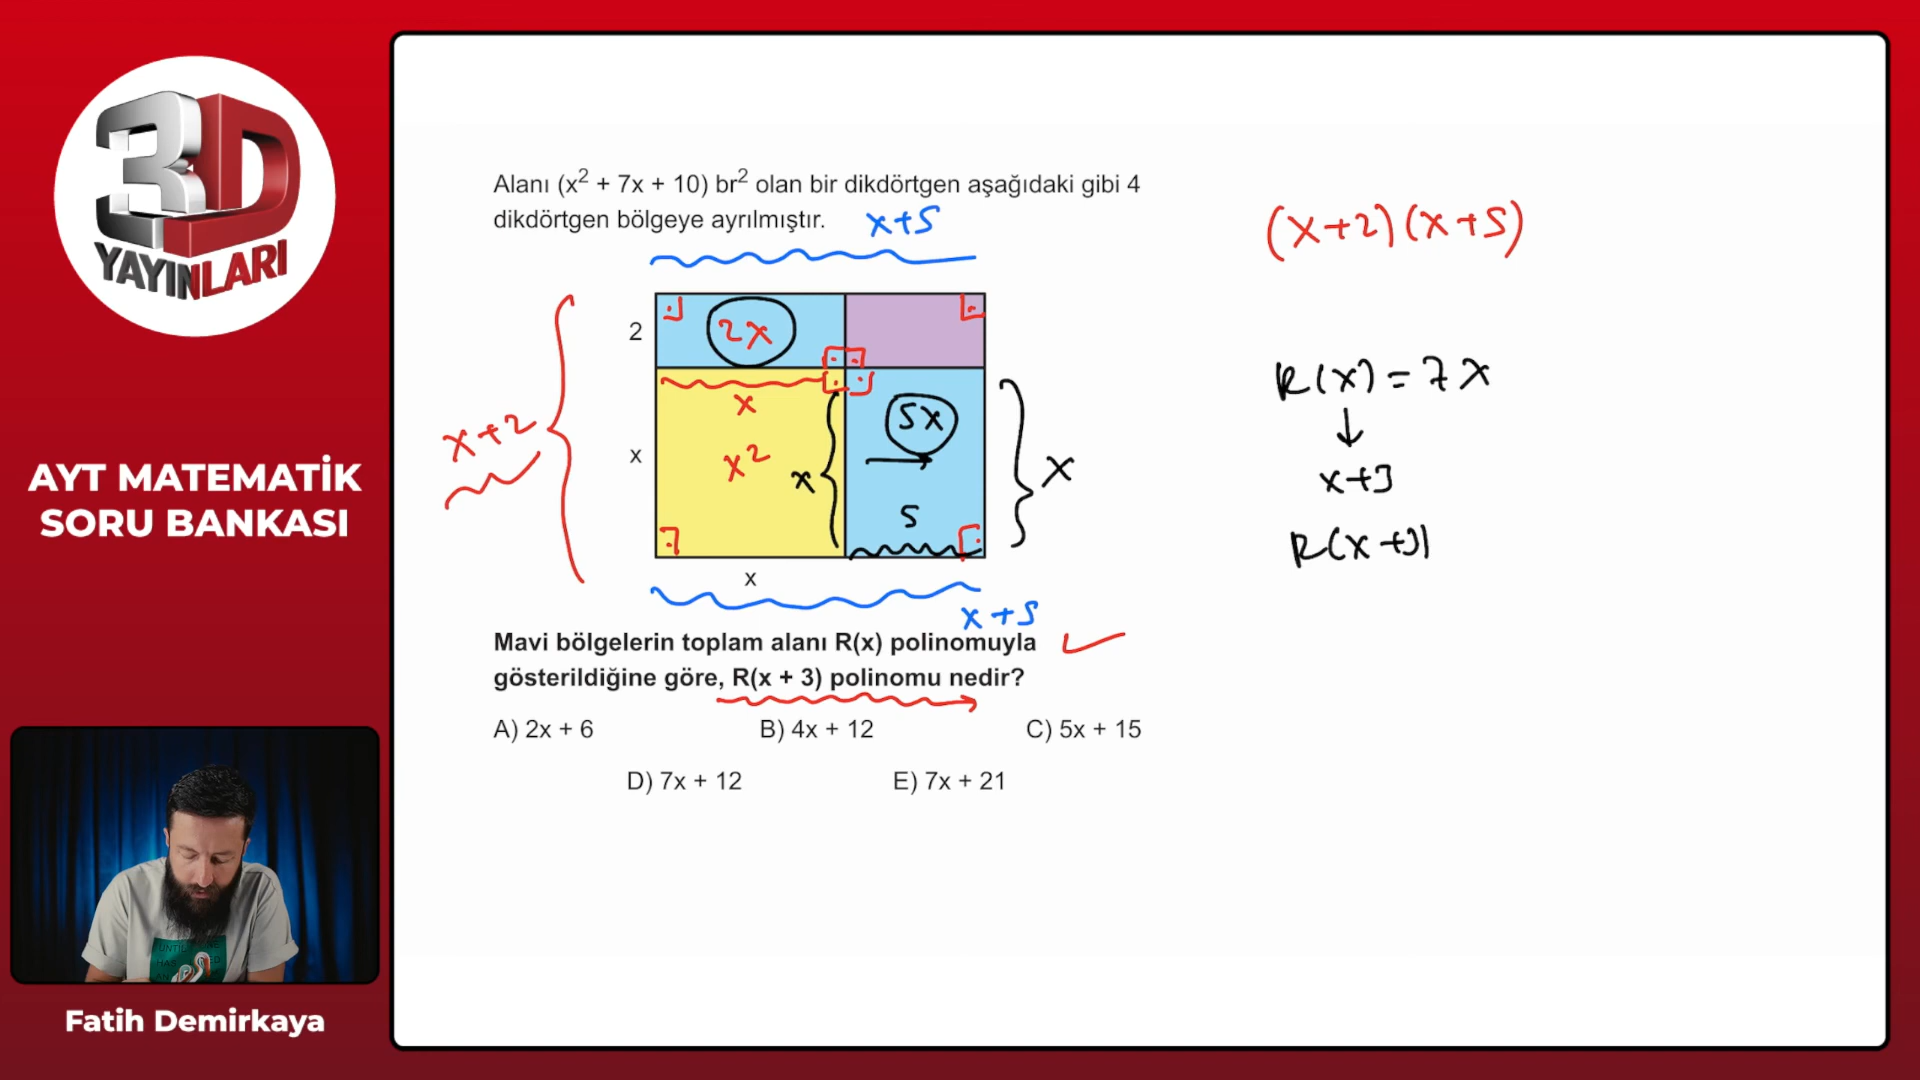 3D
YAYINLARI
AYT MATEMATİK
SORU BANKASI
Fatih Demirkaya
Alanı (x² + 7x + 10) br² olan bir dikdörtgen aşağıdaki gibi 4
dikdörtgen bölgeye ayrılmıştır.
x+5
(x+2)(x+5)
2
2x
x
x+2
x
x²
x
5x
5
x
x
x+5
R(x) = 7x
↓
x+3
R(x+3)
Mavi bölgelerin toplam alanı R(x) polinomuyla
gösterildiğine göre, R(x + 3) polinomu nedir?
A) 2x + 6 B) 4x + 12 C) 5x + 15
D) 7x + 12 E) 7x + 21